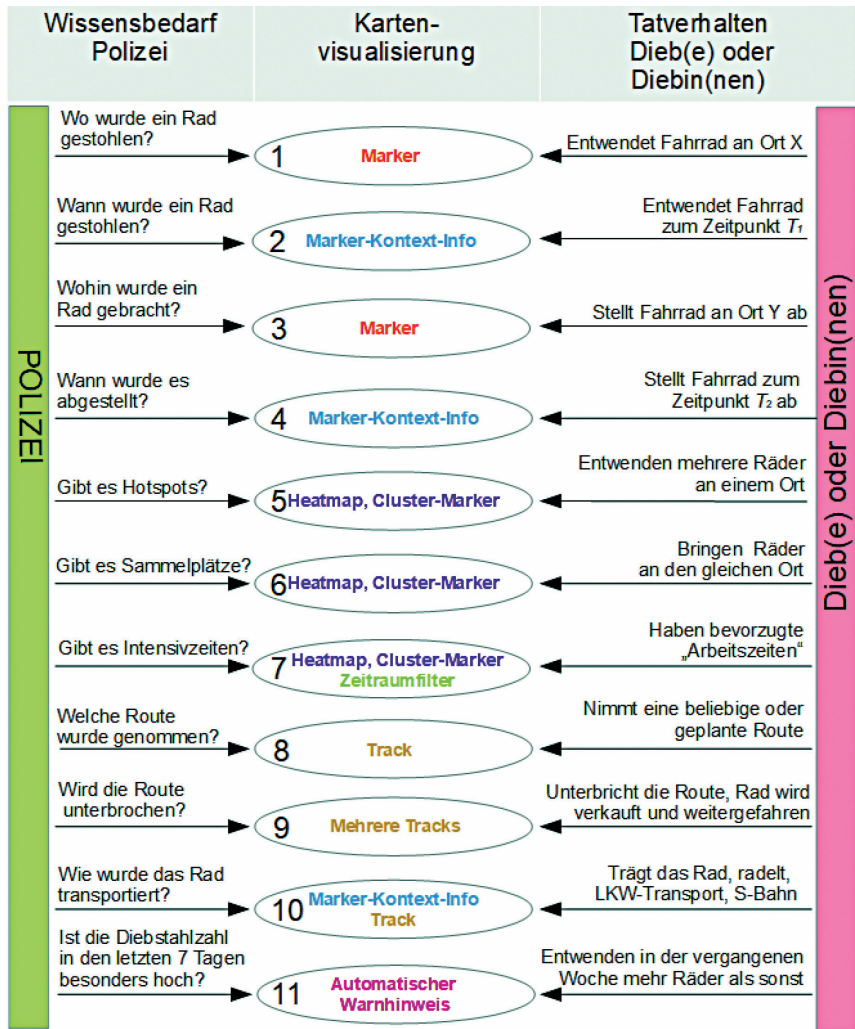 Wissensbedarf
Polizei
Karten-
visualisierung
Tatverhalten
Dieb(e) oder
Diebin(nen)
POLIZEI
Dieb(e) oder Diebin(nen)
Wo wurde ein Rad
gestohlen?
1 Marker
Entwendet Fahrrad an Ort X
Wann wurde ein Rad
gestohlen?
2 Marker-Kontext-Info
Entwendet Fahrrad
zum Zeitpunkt T₁
Wohin wurde ein
Rad gebracht?
3 Marker
Stellt Fahrrad an Ort Y ab
Wann wurde es
abgestellt?
4 Marker-Kontext-Info
Stellt Fahrrad zum
Zeitpunkt T₂ ab
Gibt es Hotspots?
5 Heatmap, Cluster-Marker
Entwenden mehrere Räder
an einem Ort
Gibt es Sammelplätze?
6 Heatmap, Cluster-Marker
Bringen Räder
an den gleichen Ort
Gibt es Intensivzeiten?
7 Heatmap, Cluster-Marker
Zeitraumfilter
Haben bevorzugte
„Arbeitszeiten“
Welche Route
wurde genommen?
8 Track
Nimmt eine beliebige oder
geplante Route
Wird die Route
unterbrochen?
9 Mehrere Tracks
Unterbricht die Route, Rad wird
verkauft und weitergefahren
Wie wurde das Rad
transportiert?
10 Marker-Kontext-Info
Track
Trägt das Rad, radelt,
LKW-Transport, S-Bahn
Ist die Diebstahlzahl
in den letzten 7 Tagen
besonders hoch?
11 Automatischer
Warnhinweis
Entwenden in der vergangenen
Woche mehr Räder als sonst